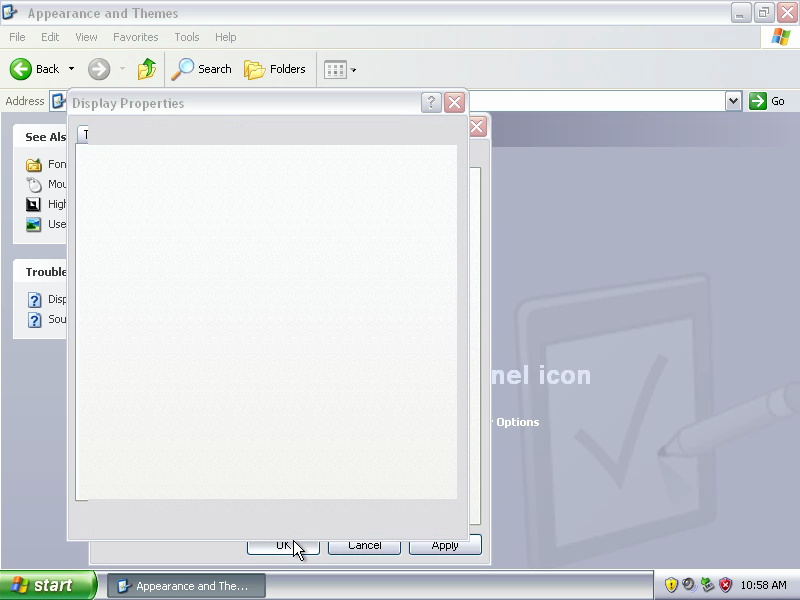 Appearance and Themes
File Edit View Favorites Tools Help
Back Search Folders
Address Go
Display Properties
See Als
Fon
Mou
High
Use
Trouble
Disp
Sou
nel icon
Options
OK Cancel Apply
start Appearance and The... 10:58 AM